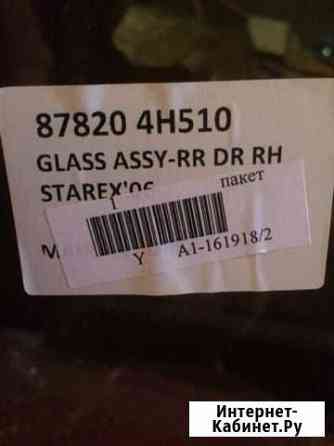 87820 4H510
GLASS ASSY-RR DR RH
STAREX'06
пакет
Y A1-161918/2
Интернет-
Кабинет.Ру